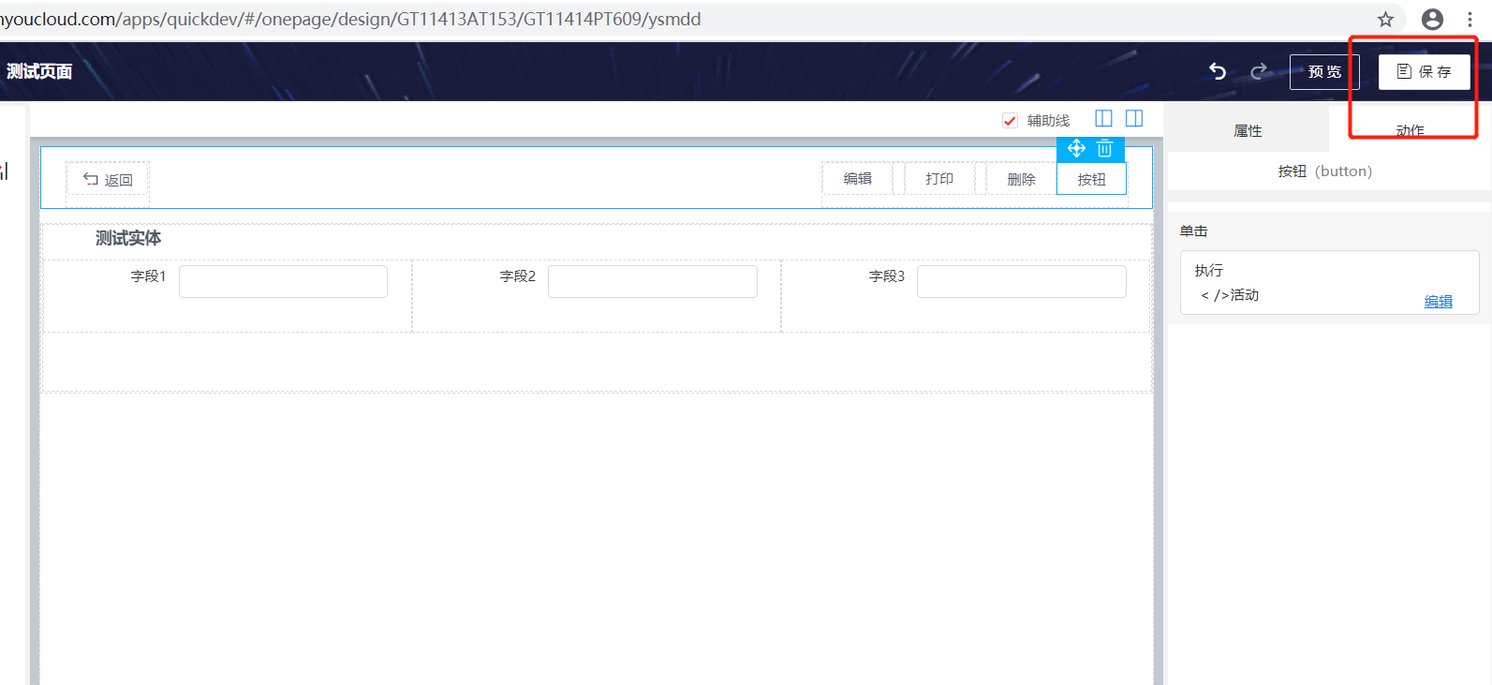 nyoucloud.com/apps/quickdev/#/onepage/design/GT11413AT153/GT11414PT609/ysmdd
测试页面
预览
保存
辅助线
属性
动作
返回
编辑
打印
删除
按钮
按钮 (button)
测试实体
字段1
字段2
字段3
单击
执行
< />活动
编辑